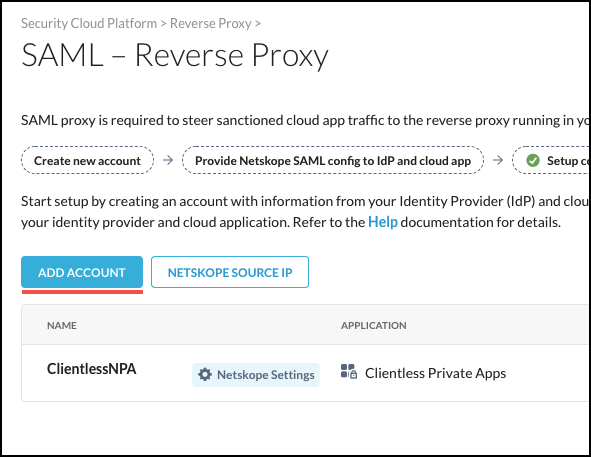 Security Cloud Platform > Reverse Proxy >
SAML – Reverse Proxy
SAML proxy is required to steer sanctioned cloud app traffic to the reverse proxy running in yo
Create new account → Provide Netskope SAML config to IdP and cloud app → Setup co
Start setup by creating an account with information from your Identity Provider (IdP) and clou
your identity provider and cloud application. Refer to the Help documentation for details.
ADD ACCOUNT NETSKOPE SOURCE IP
NAME APPLICATION
ClientlessNPA Netskope Settings Clientless Private Apps